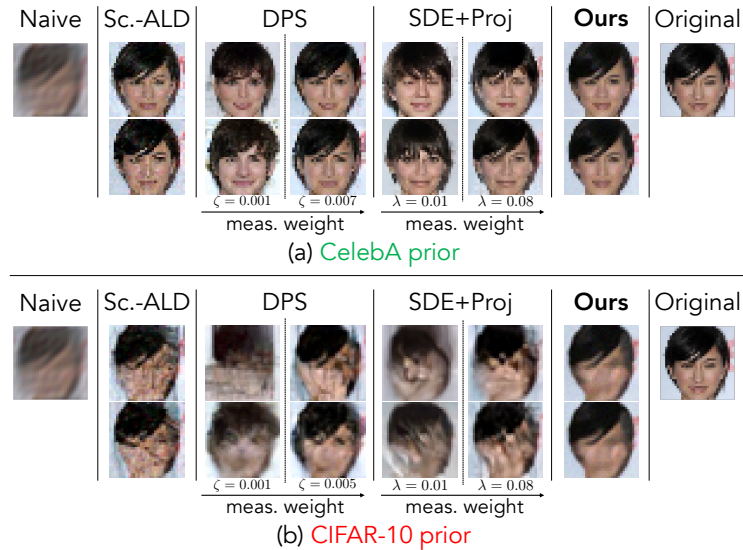 Naive Sc.-ALD DPS SDE+Proj Ours Original
ζ = 0.001 ζ = 0.007 λ = 0.01 λ = 0.08
meas. weight meas. weight
(a) CelebA prior
Naive Sc.-ALD DPS SDE+Proj Ours Original
ζ = 0.001 ζ = 0.005 λ = 0.01 λ = 0.08
meas. weight meas. weight
(b) CIFAR-10 prior